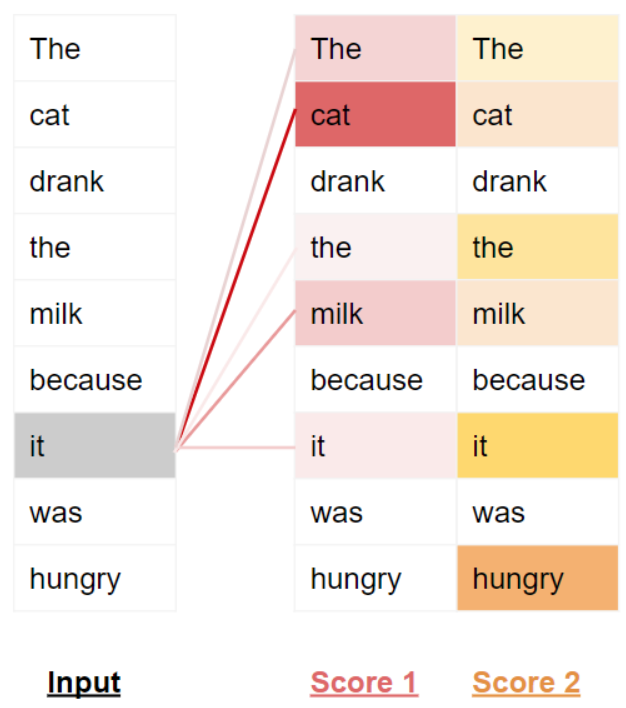 The The The
cat cat cat
drank drank drank
the the the
milk milk milk
because because because
it it it
was was was
hungry hungry hungry
Input Score 1 Score 2